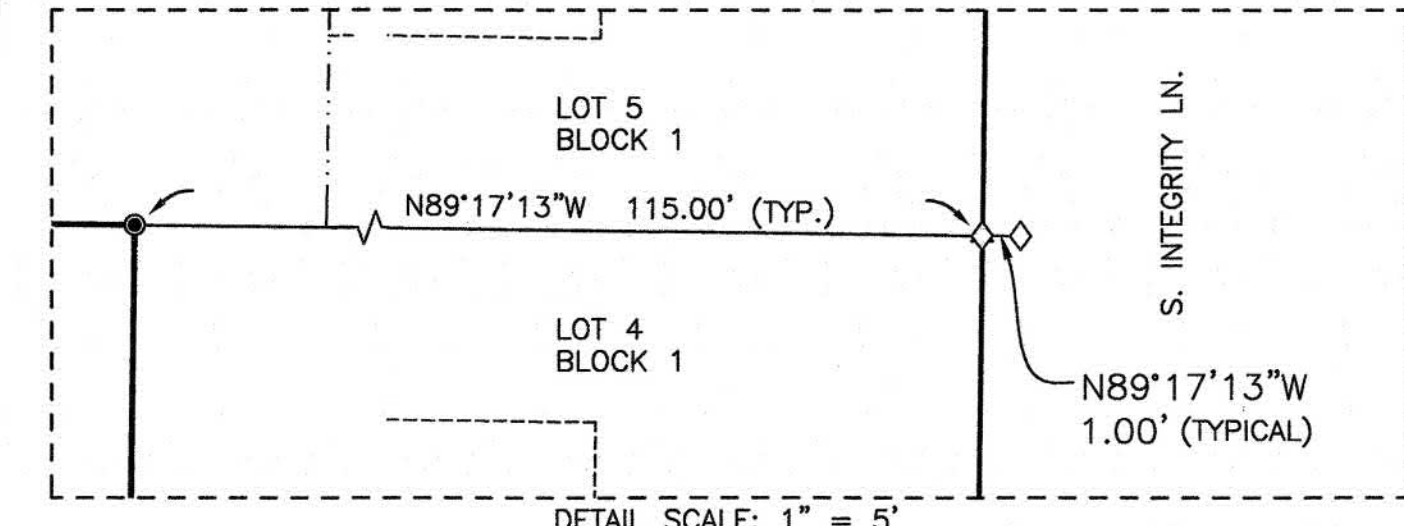 LOT 5
BLOCK 1
N89°17'13"W 115.00' (TYP.)
S. INTEGRITY LN.
LOT 4
BLOCK 1
N89°17'13"W
1.00' (TYPICAL)
DETAIL SCALE: 1" = 5'